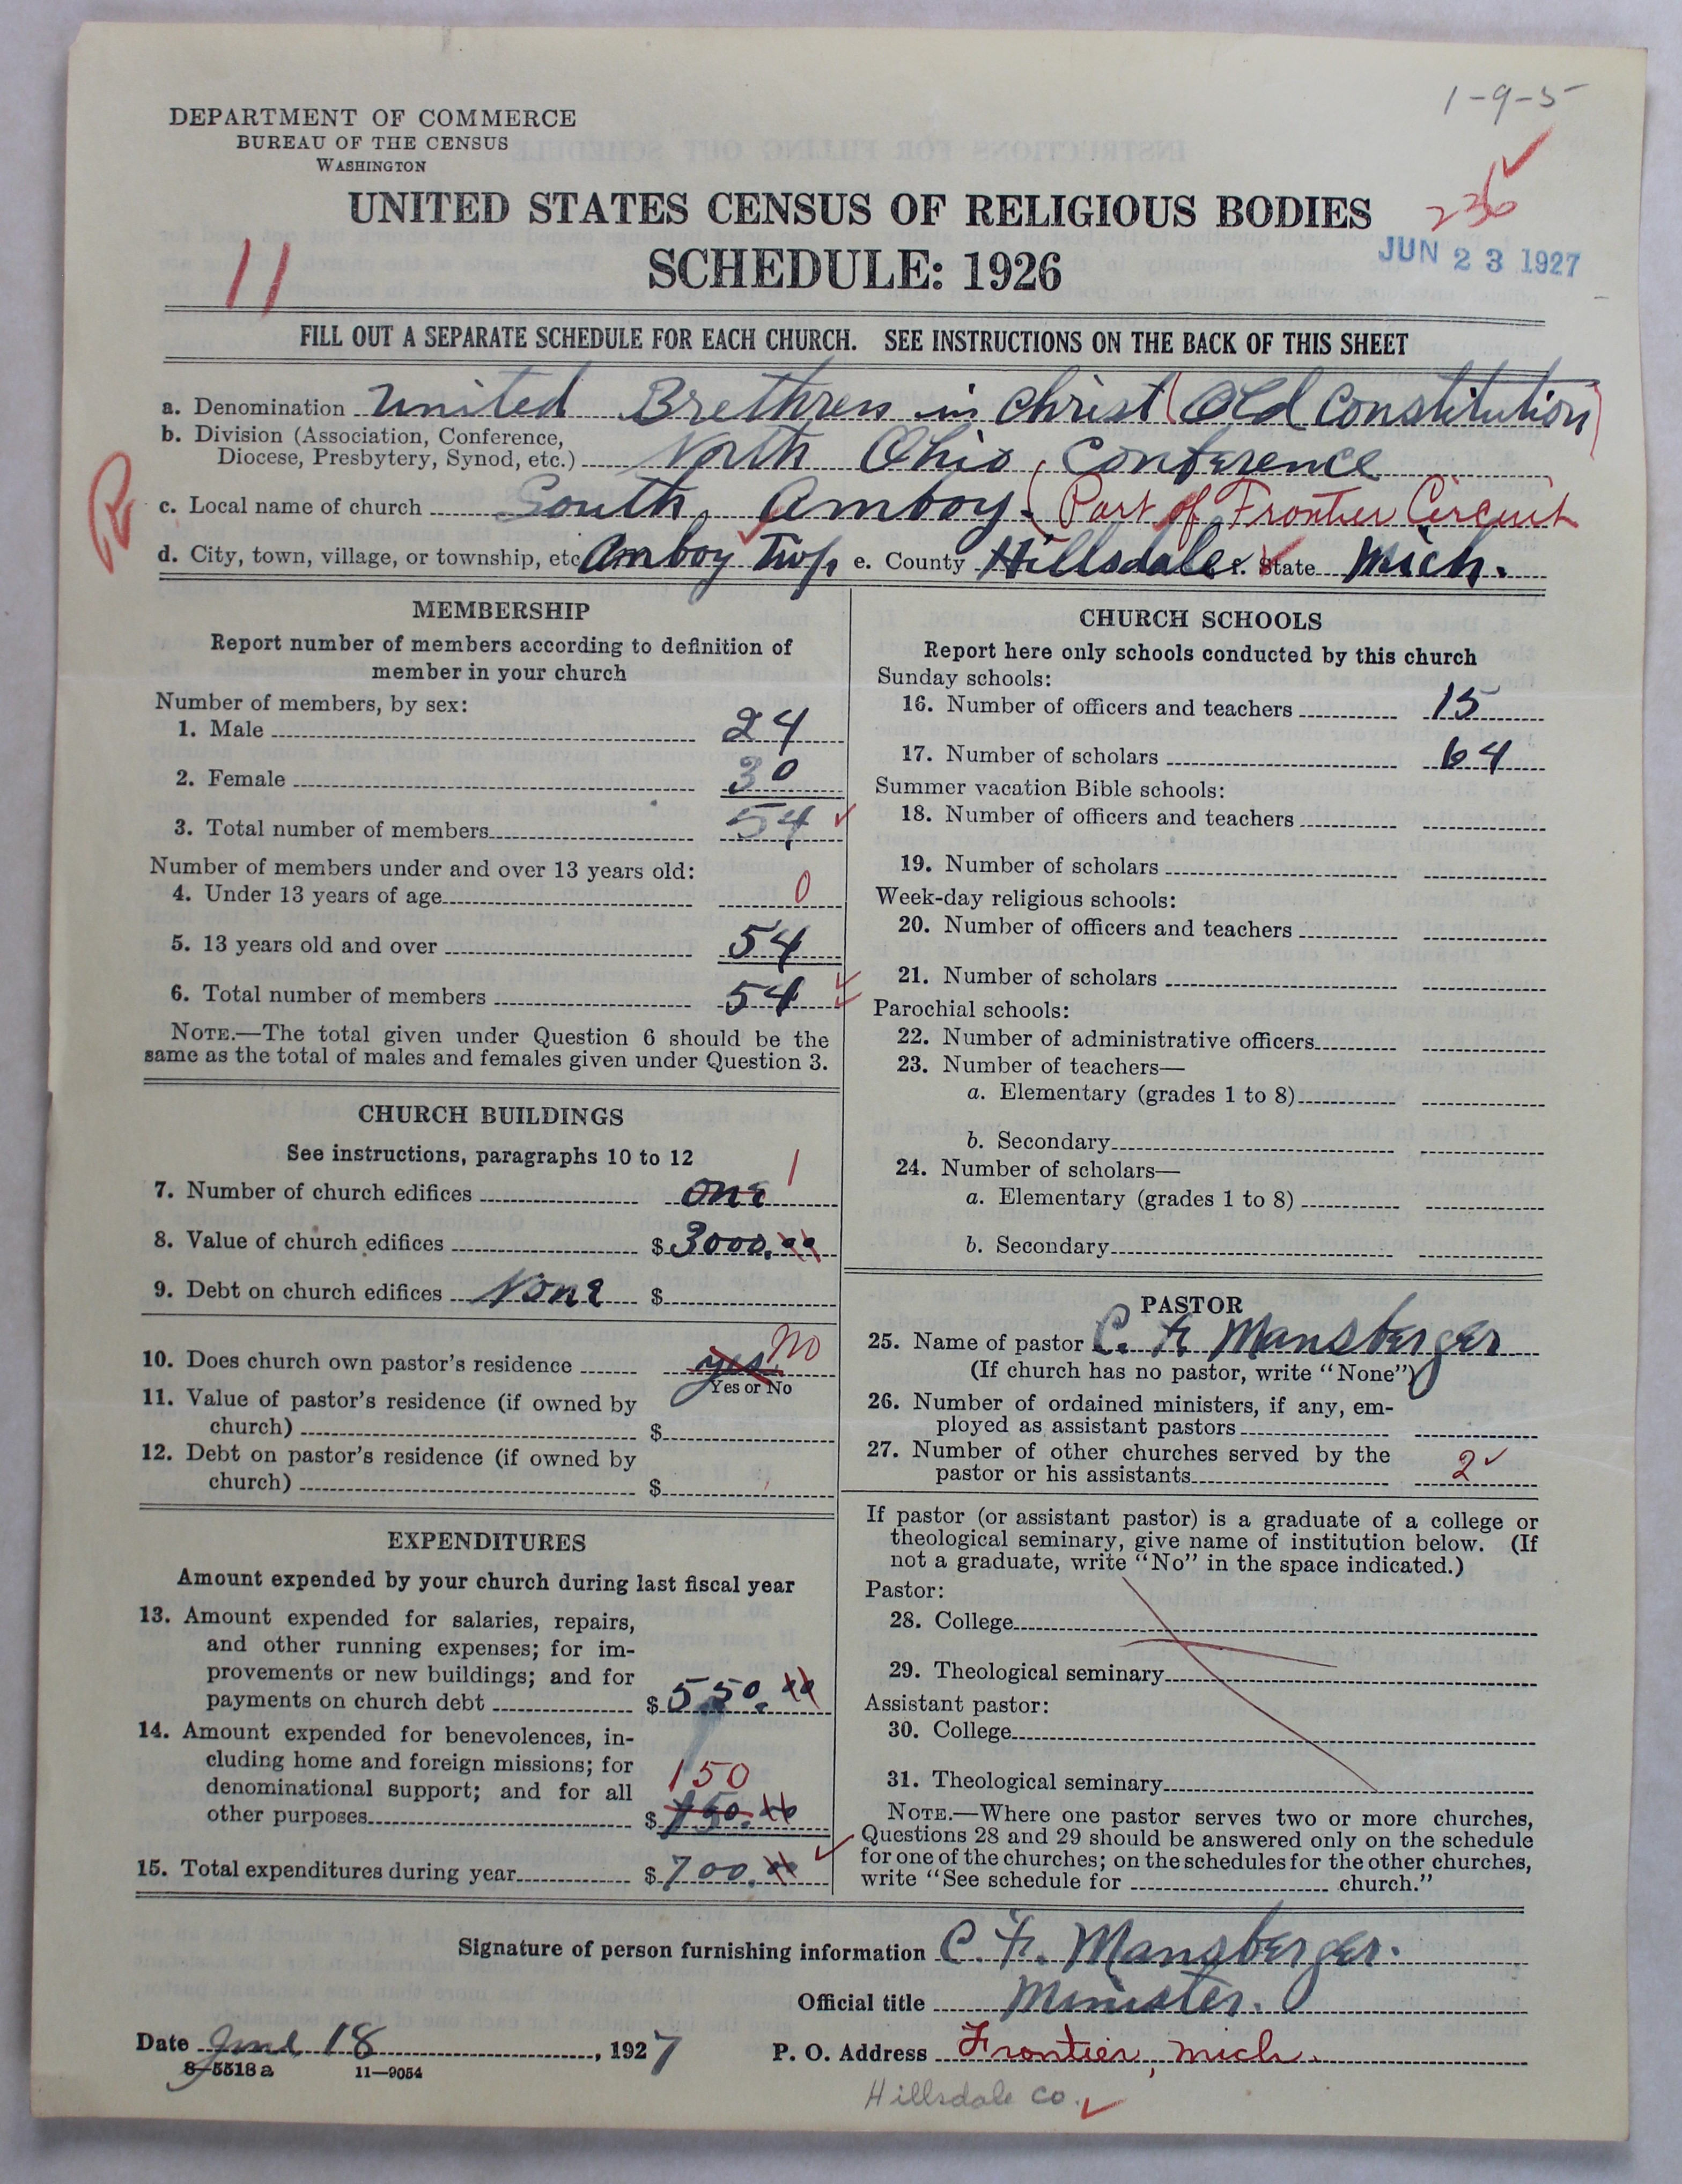 1-9-5
DEPARTMENT OF COMMERCE
BUREAU OF THE CENSUS
WASHINGTON
UNITED STATES CENSUS OF RELIGIOUS BODIES
236
11
SCHEDULE: 1926
JUN 23 1927
FILL OUT A SEPARATE SCHEDULE FOR EACH CHURCH. SEE INSTRUCTIONS ON THE BACK OF THIS SHEET
a. Denomination United Brethren in Christ (Old Constitution)
b. Division (Association, Conference,
Diocese, Presbytery, Synod, etc.) North Ohio Conference
R
c. Local name of church South Amboy. (Part of Frontier Circuit
d. City, town, village, or township, etc Amboy Twp e. County Hillsdale f. State Mich.
MEMBERSHIP
Report number of members according to definition of
member in your church
Number of members, by sex:
1. Male 24
2. Female 30
3. Total number of members 54
Number of members under and over 13 years old:
4. Under 13 years of age 0
5. 13 years old and over 54
6. Total number of members 54
NOTE.—The total given under Question 6 should be the
same as the total of males and females given under Question 3.
CHURCH BUILDINGS
See instructions, paragraphs 10 to 12
7. Number of church edifices one 1
8. Value of church edifices $3000.00
9. Debt on church edifices None $
10. Does church own pastor's residence yes. No
Yes or No
11. Value of pastor's residence (if owned by
church) $
12. Debt on pastor's residence (if owned by
church) $
EXPENDITURES
Amount expended by your church during last fiscal year
13. Amount expended for salaries, repairs,
and other running expenses; for im-
provements or new buildings; and for
payments on church debt $550.00
14. Amount expended for benevolences, in-
cluding home and foreign missions; for
denominational support; and for all
150
other purposes $150.00
15. Total expenditures during year $700.00
CHURCH SCHOOLS
Report here only schools conducted by this church
Sunday schools:
16. Number of officers and teachers 15
17. Number of scholars 64
Summer vacation Bible schools:
18. Number of officers and teachers
19. Number of scholars
Week-day religious schools:
20. Number of officers and teachers
21. Number of scholars
Parochial schools:
22. Number of administrative officers
23. Number of teachers—
a. Elementary (grades 1 to 8)
b. Secondary
24. Number of scholars—
a. Elementary (grades 1 to 8)
b. Secondary
PASTOR
25. Name of pastor C. F. Mansberger
(If church has no pastor, write "None")
26. Number of ordained ministers, if any, em-
ployed as assistant pastors
27. Number of other churches served by the
pastor or his assistants 2
If pastor (or assistant pastor) is a graduate of a college or
theological seminary, give name of institution below. (If
not a graduate, write "No" in the space indicated.)
Pastor:
28. College
29. Theological seminary
Assistant pastor:
30. College
31. Theological seminary
NOTE.—Where one pastor serves two or more churches,
Questions 28 and 29 should be answered only on the schedule
for one of the churches; on the schedules for the other churches,
write "See schedule for church."
Signature of person furnishing information C. F. Mansberger.
Official title Minister.
Date June 18, 1927
P. O. Address Frontier, Mich.
8-5518 a 11—9054
Hillsdale Co.